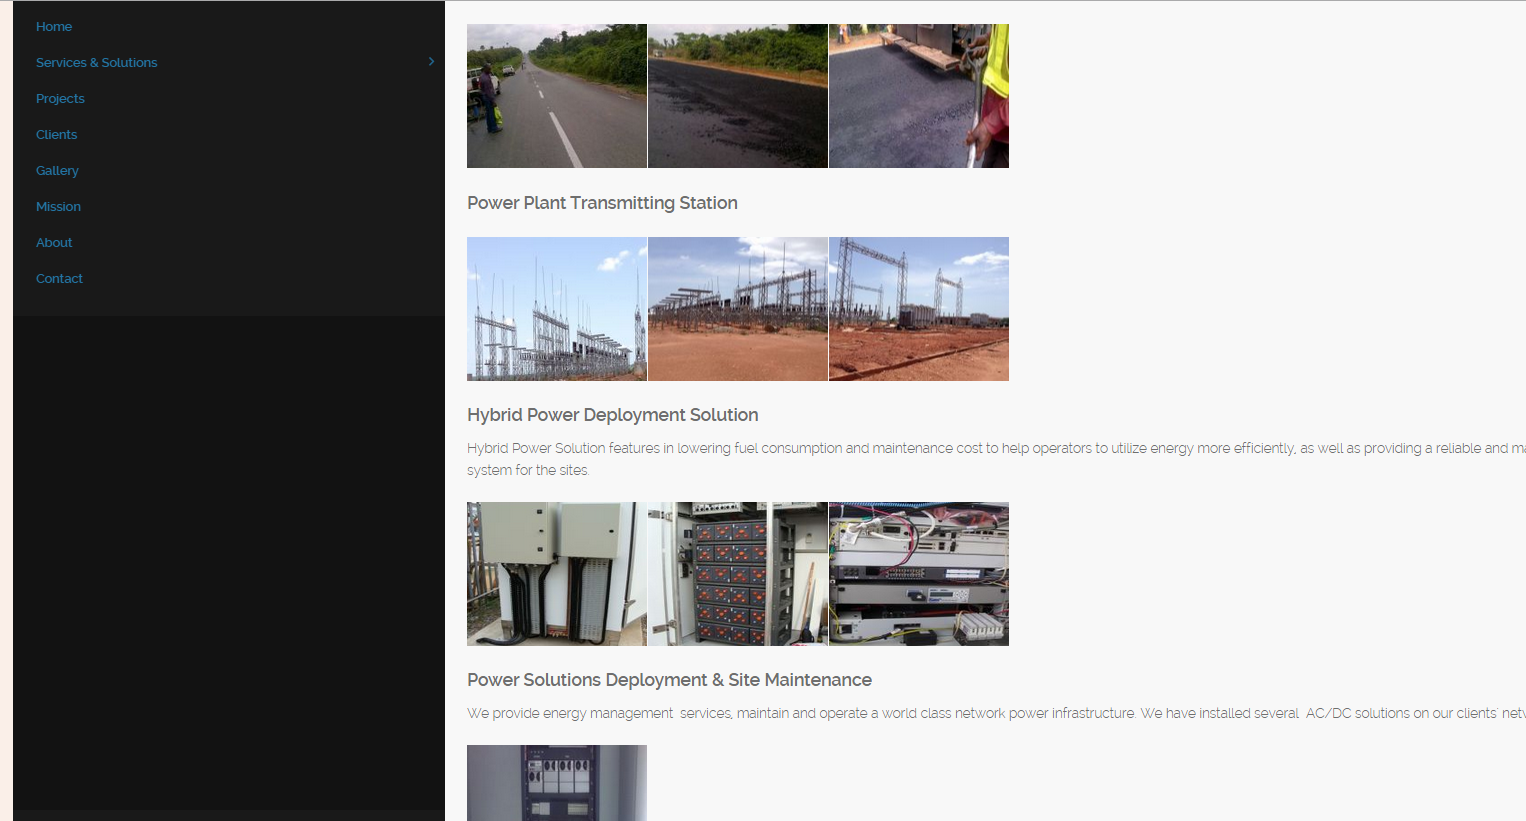 Home
Services & Solutions
Projects
Clients
Gallery
Mission
About
Contact
Power Plant Transmitting Station
Hybrid Power Deployment Solution
Hybrid Power Solution features in lowering fuel consumption and maintenance cost to help operators to utilize energy more efficiently, as well as providing a reliable and
system for the sites.
Power Solutions Deployment & Site Maintenance
We provide energy management  services, maintain and operate a world class network power infrastructure. We have installed several  AC/DC solutions on our clients'